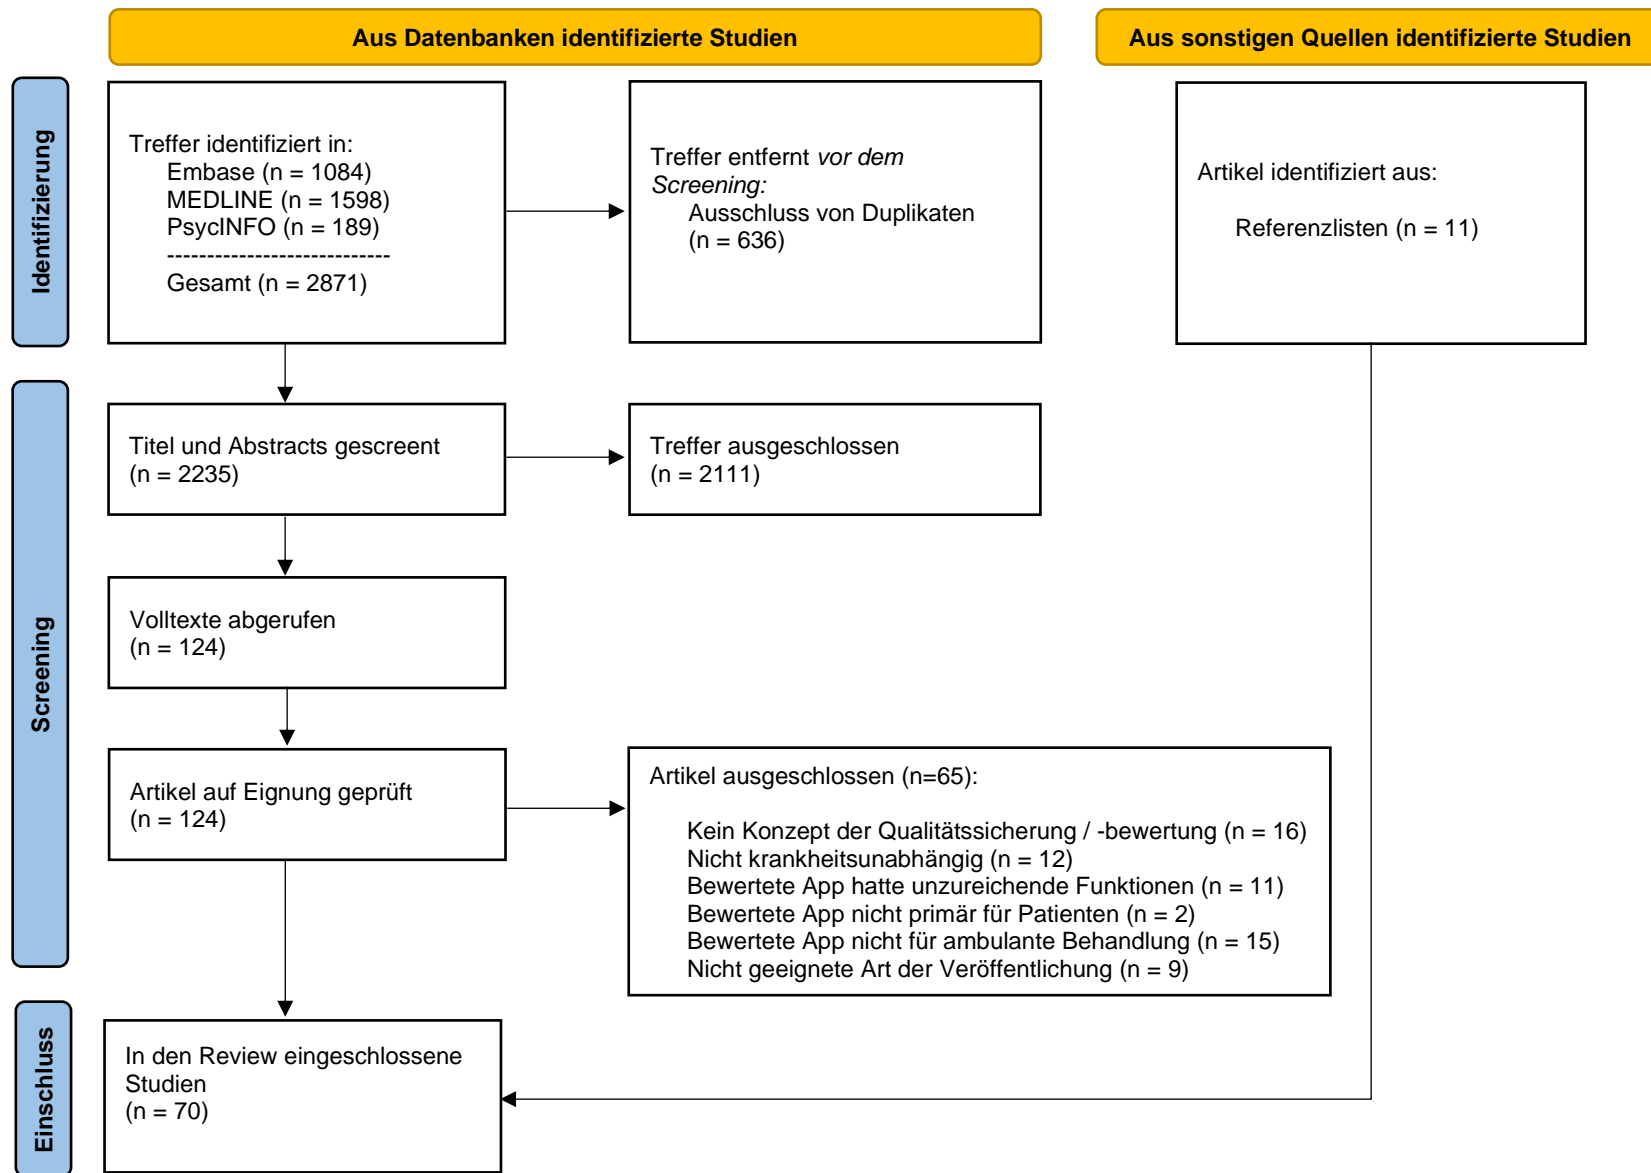 Aus Datenbanken identifizierte Studien
Aus sonstigen Quellen identifizierte Studien
Identifizierung
Treffer identifiziert in:
Embase (n = 1084)
MEDLINE (n = 1598)
PsycINFO (n = 189)
----------------------------
Gesamt (n = 2871)
Treffer entfernt vor dem
Screening:
Ausschluss von Duplikaten
(n = 636)
Artikel identifiziert aus:
Referenzlisten (n = 11)
Screening
Titel und Abstracts gescreent
(n = 2235)
Treffer ausgeschlossen
(n = 2111)
Volltexte abgerufen
(n = 124)
Artikel auf Eignung geprüft
(n = 124)
Artikel ausgeschlossen (n=65):
Kein Konzept der Qualitätssicherung / -bewertung (n = 16)
Nicht krankheitsunabhängig (n = 12)
Bewertete App hatte unzureichende Funktionen (n = 11)
Bewertete App nicht primär für Patienten (n = 2)
Bewertete App nicht für ambulante Behandlung (n = 15)
Nicht geeignete Art der Veröffentlichung (n = 9)
Einschluss
In den Review eingeschlossene
Studien
(n = 70)